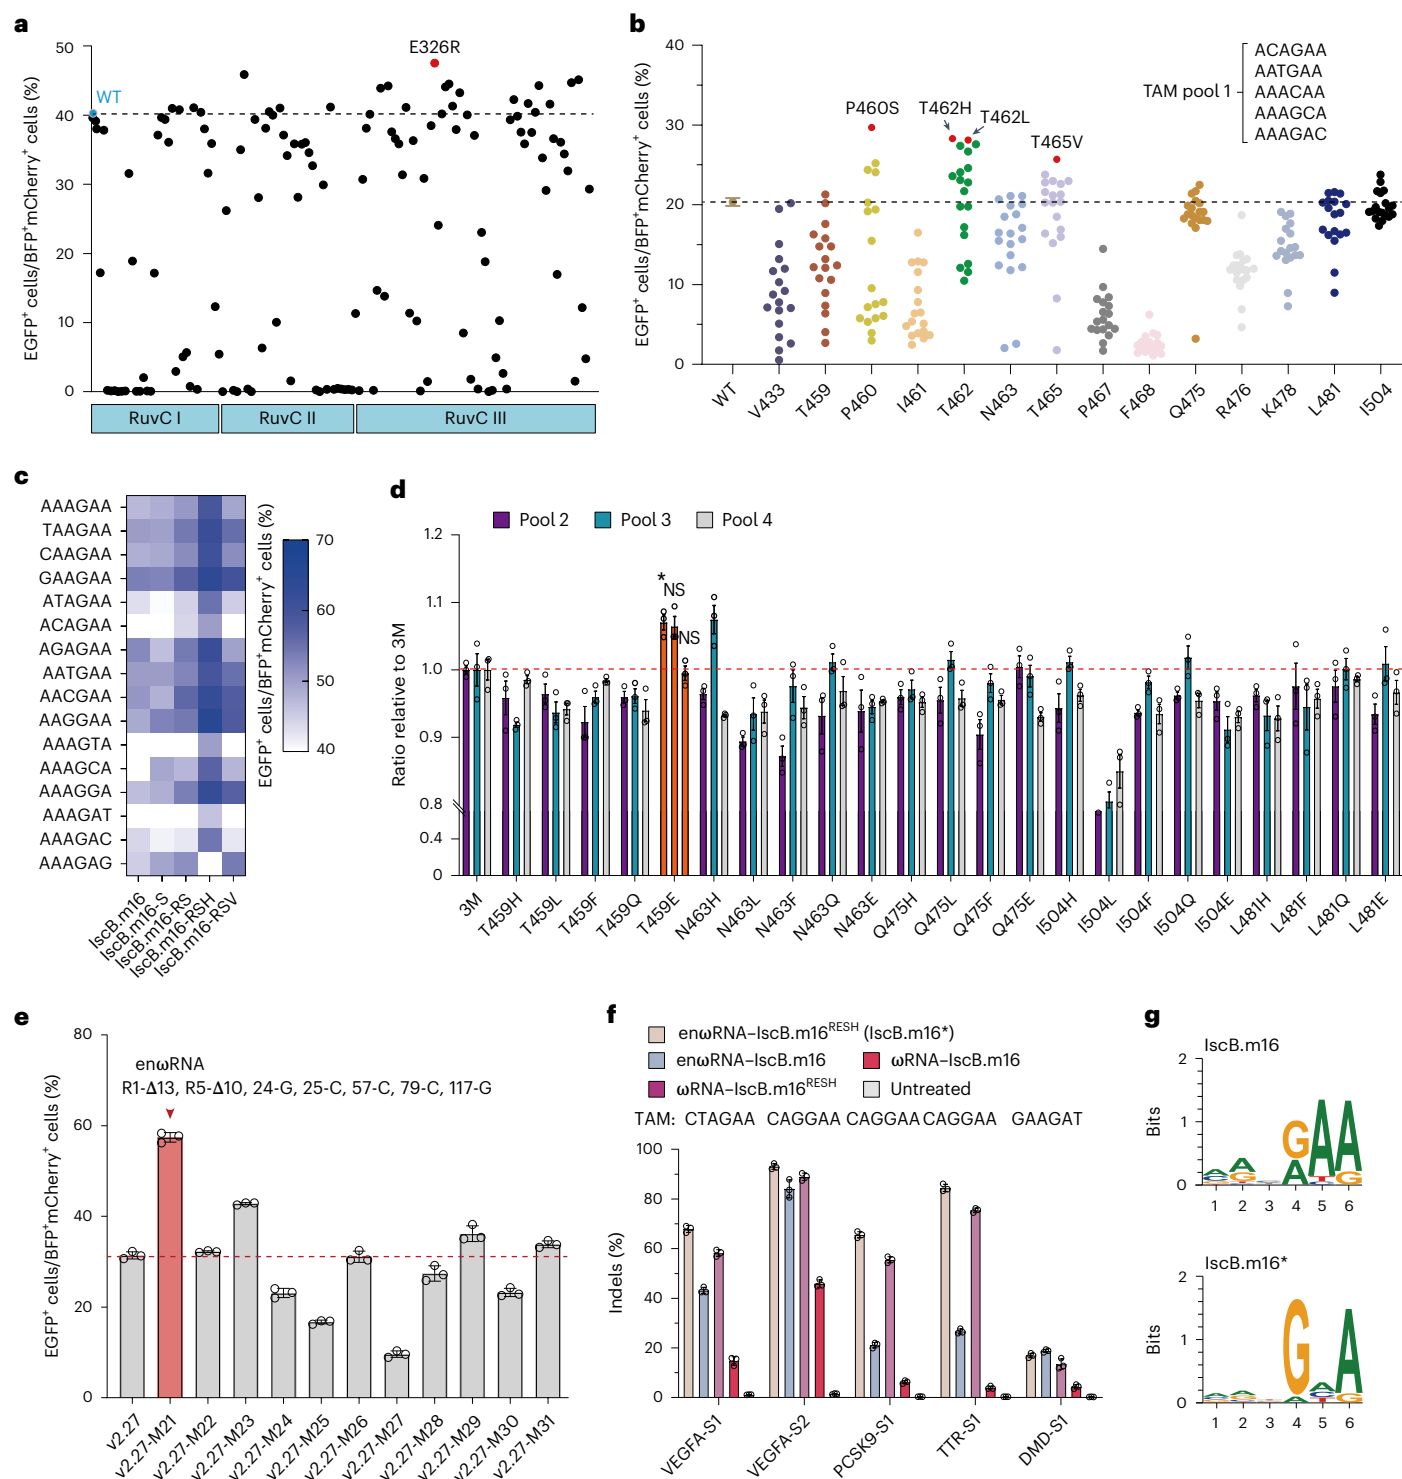 a
EGFP⁺ cells/BFP⁺mCherry⁺ cells (%)
50
40
30
20
10
0
WT
E326R
RuvC I
RuvC II
RuvC III
b
EGFP⁺ cells/BFP⁺mCherry⁺ cells (%)
40
30
20
10
0
P460S
T462H
T462L
T465V
TAM pool 1
ACAGAA
AATGAA
AAACAA
AAAGCA
AAAGAC
WT
V433
T459
P460
I461
T462
N463
T465
P467
F468
Q475
R476
K478
L481
I504
c
AAAGAA
TAAGAA
CAAGAA
GAAGAA
ATAGAA
ACAGAA
AGAGAA
AATGAA
AACGAA
AAGGAA
AAAGTA
AAAGCA
AAAGGA
AAAGAT
AAAGAC
AAAGAG
IscB.m16
IscB.m16-S
IscB.m16-RS
IscB.m16-RSH
IscB.m16-RSV
EGFP⁺ cells/BFP⁺mCherry⁺ cells (%)
70
60
50
40
d
Pool 2
Pool 3
Pool 4
Ratio relative to 3M
1.2
1.1
1.0
0.9
0.8
0.4
0
*
NS
NS
3M
T459H
T459L
T459F
T459Q
T459E
N463H
N463L
N463F
N463Q
N463E
Q475H
Q475L
Q475F
Q475E
I504H
I504L
I504F
I504Q
I504E
L481H
L481F
L481Q
L481E
e
EGFP⁺ cells/BFP⁺mCherry⁺ cells (%)
80
60
40
20
0
enωRNA
R1-Δ13, R5-Δ10, 24-G, 25-C, 57-C, 79-C, 117-G
v2.27
v2.27-M21
v2.27-M22
v2.27-M23
v2.27-M24
v2.27-M25
v2.27-M26
v2.27-M27
v2.27-M28
v2.27-M29
v2.27-M30
v2.27-M31
f
enωRNA–IscB.m16ᴿᴱˢᴴ (IscB.m16*)
enωRNA–IscB.m16
ωRNA–IscB.m16
ωRNA–IscB.m16ᴿᴱˢᴴ
Untreated
TAM: CTAGAA CAGGAA CAGGAA CAGGAA GAAGAT
Indels (%)
100
80
60
40
20
0
VEGFA-S1
VEGFA-S2
PCSK9-S1
TTR-S1
DMD-S1
g
IscB.m16
Bits
2
1
0
1 2 3 4 5 6
IscB.m16*
Bits
2
1
0
1 2 3 4 5 6